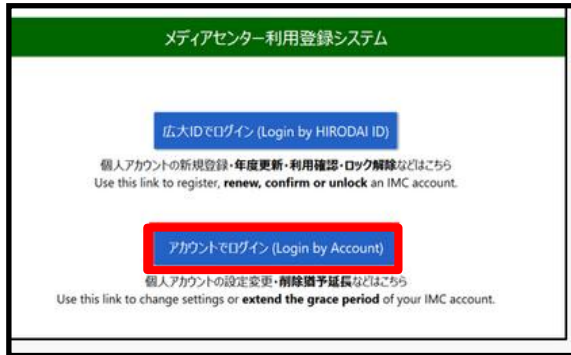 メディアセンター利用登録システム
広大IDでログイン (Login by HIRODAI ID)
個人アカウントの新規登録・年度更新・利用確認・ロック解除などはこちら
Use this link to register, renew, confirm or unlock an IMC account.
アカウントでログイン (Login by Account)
個人アカウントの設定変更・削除猶予延長などはこちら
Use this link to change settings or extend the grace period of your IMC account.